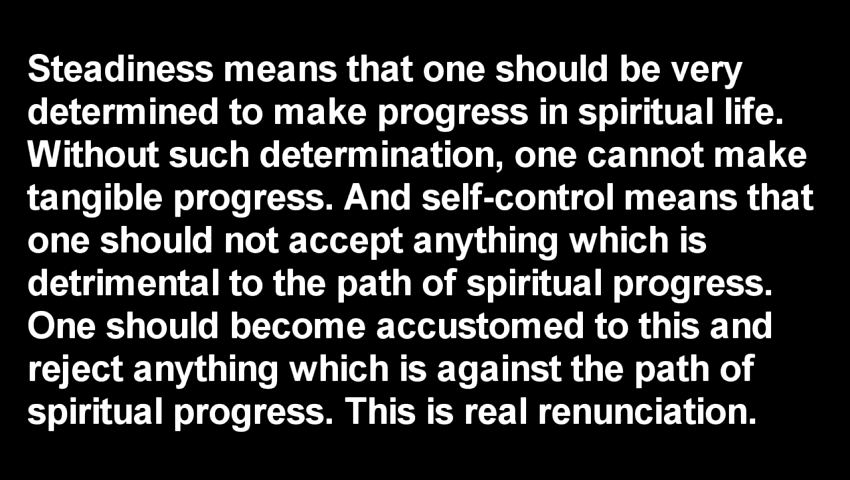 Steadiness means that one should be very
determined to make progress in spiritual life.
Without such determination, one cannot make
tangible progress. And self-control means that
one should not accept anything which is
detrimental to the path of spiritual progress.
One should become accustomed to this and
reject anything which is against the path of
spiritual progress. This is real renunciation.